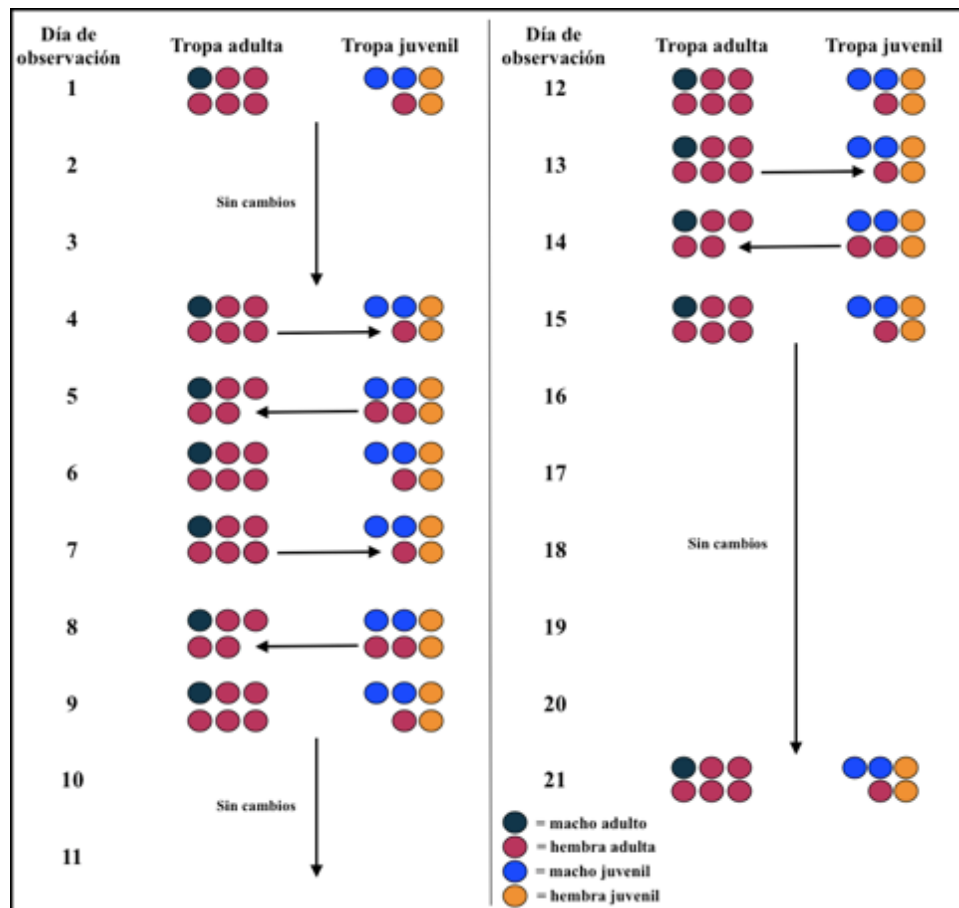 Día de
observación
Tropa adulta
Tropa juvenil
1
2
Sin cambios
3
4
5
6
7
8
9
10
Sin cambios
11
Día de
observación
Tropa adulta
Tropa juvenil
12
13
14
15
16
17
18
Sin cambios
19
20
21
= macho adulto
= hembra adulta
= macho juvenil
= hembra juvenil